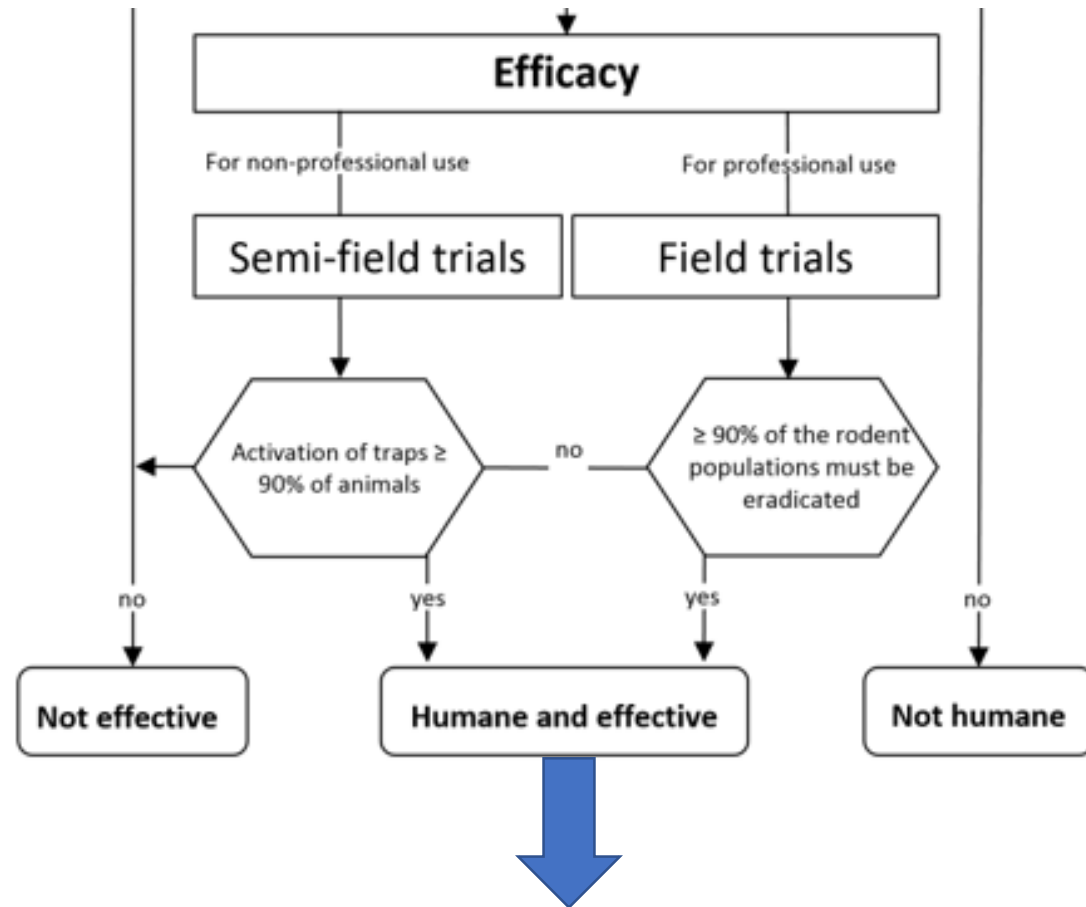 Efficacy
For non-professional use
For professional use
Semi-field trials
Field trials
Activation of traps ≥
90% of animals
no
≥ 90% of the rodent
populations must be
eradicated
no
yes
yes
no
Not effective
Humane and effective
Not humane